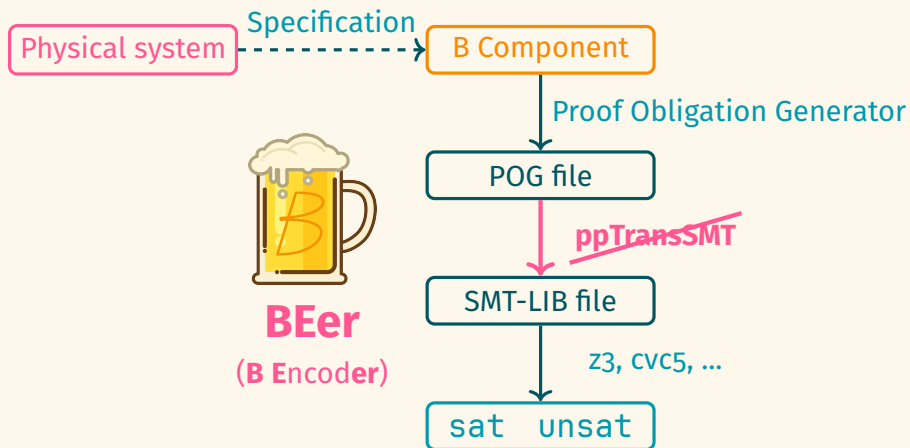 Specification
Physical system
B Component
Proof Obligation Generator
POG file
ppTransSMT
B
SMT-LIB file
BEer
(B Encoder)
z3, cvc5, ...
sat unsat